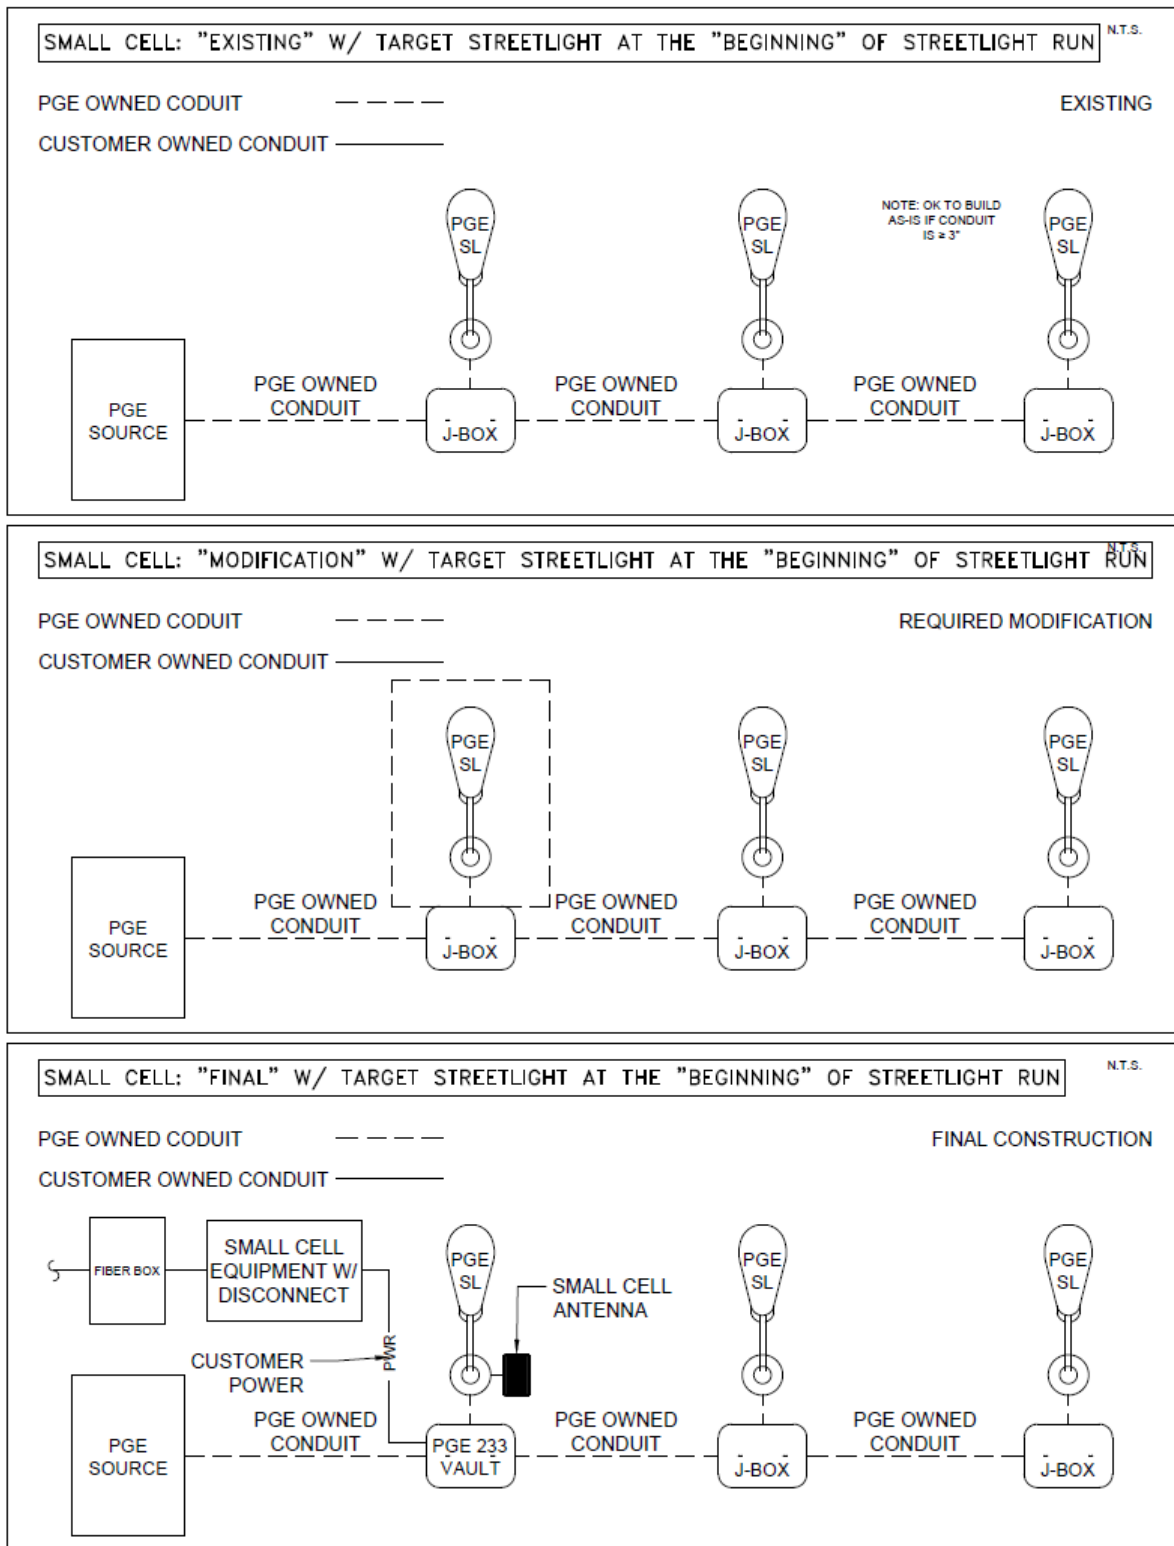 SMALL CELL: "EXISTING" W/ TARGET STREETLIGHT AT THE "BEGINNING" OF STREETLIGHT RUN
N.T.S.
PGE OWNED CODUIT
EXISTING
CUSTOMER OWNED CONDUIT
PGE
SL
PGE
SL
NOTE: OK TO BUILD
AS-IS IF CONDUIT
IS ≥ 3"
PGE
SL
PGE
SOURCE
PGE OWNED
CONDUIT
J-BOX
PGE OWNED
CONDUIT
J-BOX
PGE OWNED
CONDUIT
J-BOX
SMALL CELL: "MODIFICATION" W/ TARGET STREETLIGHT AT THE "BEGINNING" OF STREETLIGHT RUN
N.T.S.
PGE OWNED CODUIT
REQUIRED MODIFICATION
CUSTOMER OWNED CONDUIT
PGE
SL
PGE
SL
PGE
SL
PGE
SOURCE
PGE OWNED
CONDUIT
J-BOX
PGE OWNED
CONDUIT
J-BOX
PGE OWNED
CONDUIT
J-BOX
SMALL CELL: "FINAL" W/ TARGET STREETLIGHT AT THE "BEGINNING" OF STREETLIGHT RUN
N.T.S.
PGE OWNED CODUIT
FINAL CONSTRUCTION
CUSTOMER OWNED CONDUIT
FIBER BOX
SMALL CELL
EQUIPMENT W/
DISCONNECT
PGE
SL
SMALL CELL
ANTENNA
PGE
SL
PGE
SL
PWR
CUSTOMER
POWER
PGE
SOURCE
PGE OWNED
CONDUIT
PGE 233
VAULT
PGE OWNED
CONDUIT
J-BOX
PGE OWNED
CONDUIT
J-BOX